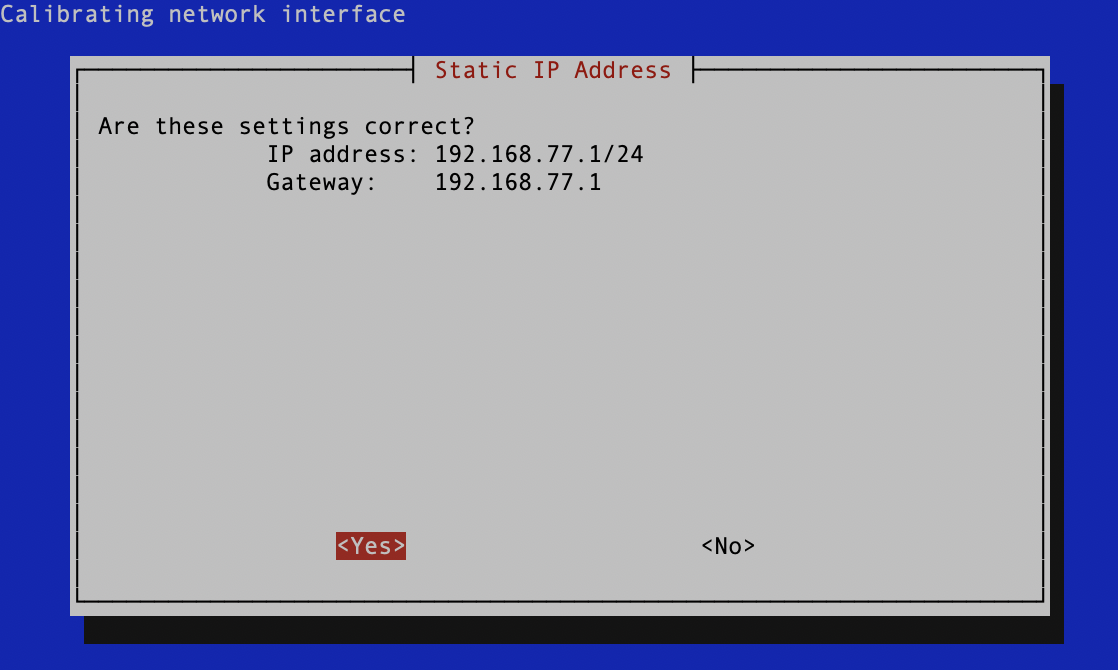 Calibrating network interface
Static IP Address
Are these settings correct?
IP address: 192.168.77.1/24
Gateway: 192.168.77.1
<Yes> <No>